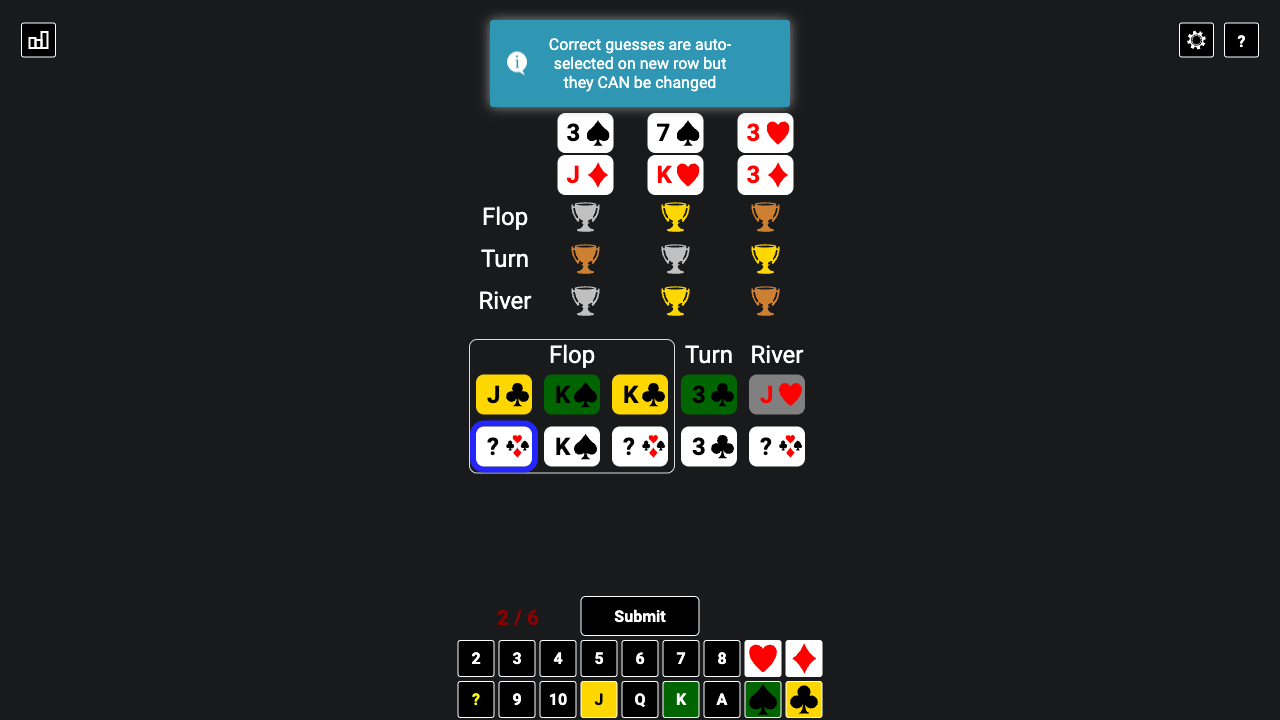 Correct guesses are auto-
selected on new row but
they CAN be changed
?
3 7 3
J K 3
Flop
Turn
River
Flop Turn River
J K K 3 J
? K ? 3 ?
2 / 6 Submit
2 3 4 5 6 7 8
? 9 10 J Q K A